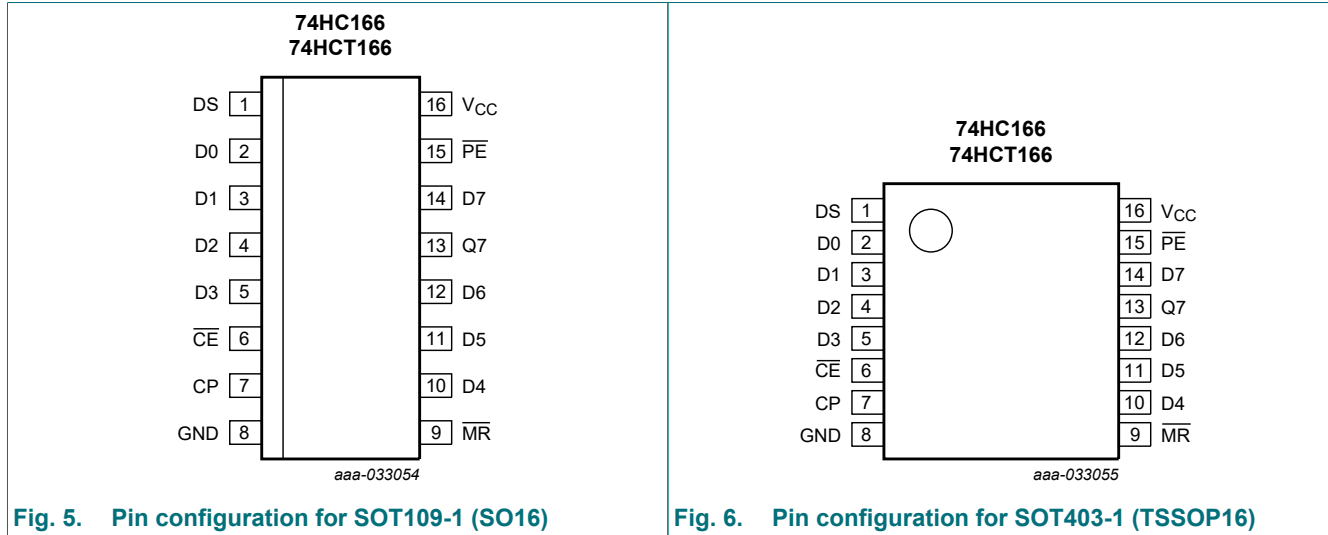 74HC166
74HCT166
DS 1 16 VCC
D0 2 15 PE
D1 3 14 D7
D2 4 13 Q7
D3 5 12 D6
CE 6 11 D5
CP 7 10 D4
GND 8 9 MR
aaa-033054
Fig. 5. Pin configuration for SOT109-1 (SO16)
74HC166
74HCT166
DS 1 16 VCC
D0 2 15 PE
D1 3 14 D7
D2 4 13 Q7
D3 5 12 D6
CE 6 11 D5
CP 7 10 D4
GND 8 9 MR
aaa-033055
Fig. 6. Pin configuration for SOT403-1 (TSSOP16)